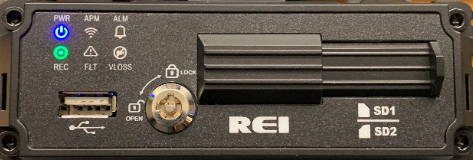 PWR APM ALM
REC FLT VLOSS
LOCK
OPEN
REI
SD1
SD2